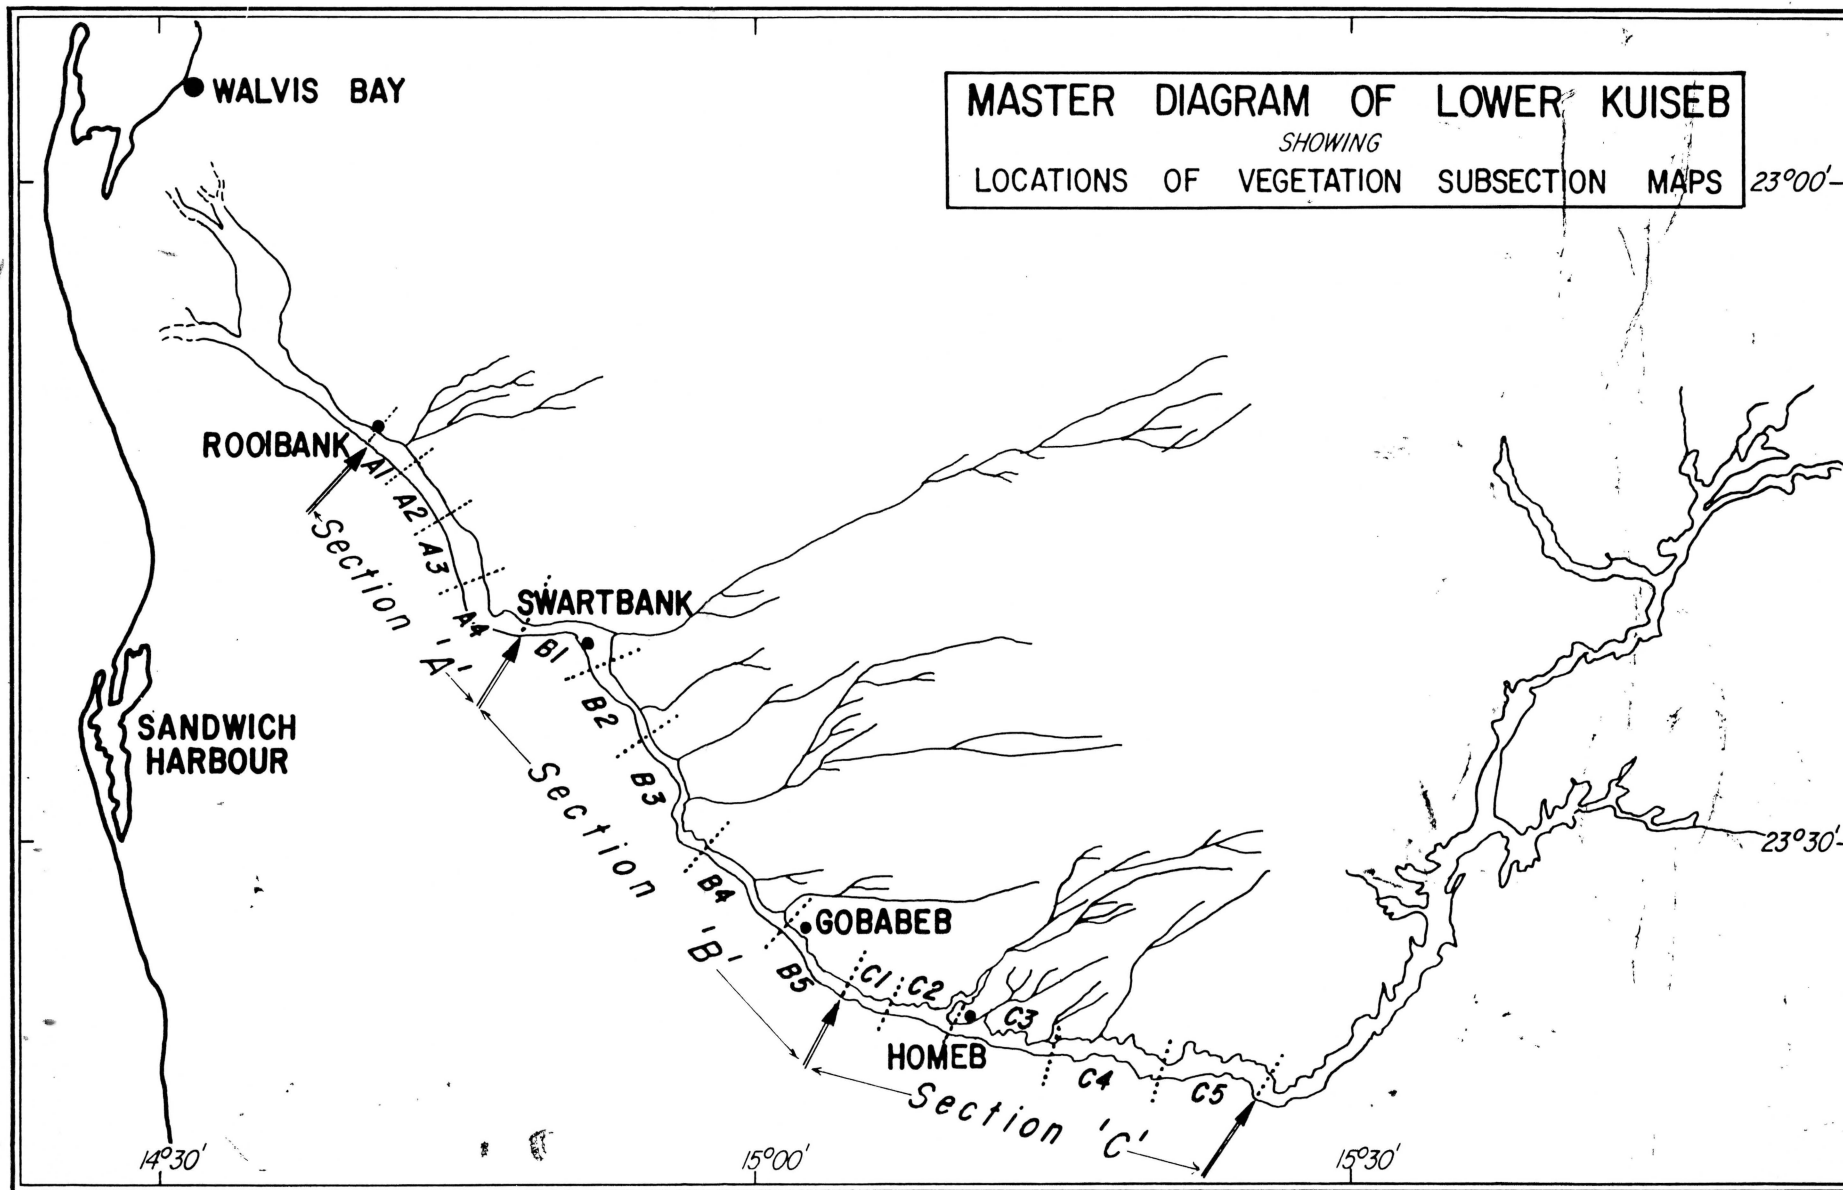 WALVIS BAY
MASTER DIAGRAM OF LOWER KUISEB
SHOWING
LOCATIONS OF VEGETATION SUBSECTION MAPS
23°00'
ROOIBANK
A1
A2
A3
A4
Section 'A'
SWARTBANK
B1
B2
B3
B4
B5
Section 'B'
SANDWICH
HARBOUR
23°30'
GOBABEB
C1
C2
C3
HOMEB
C4
C5
Section 'C'
14°30'
15°00'
15°30'